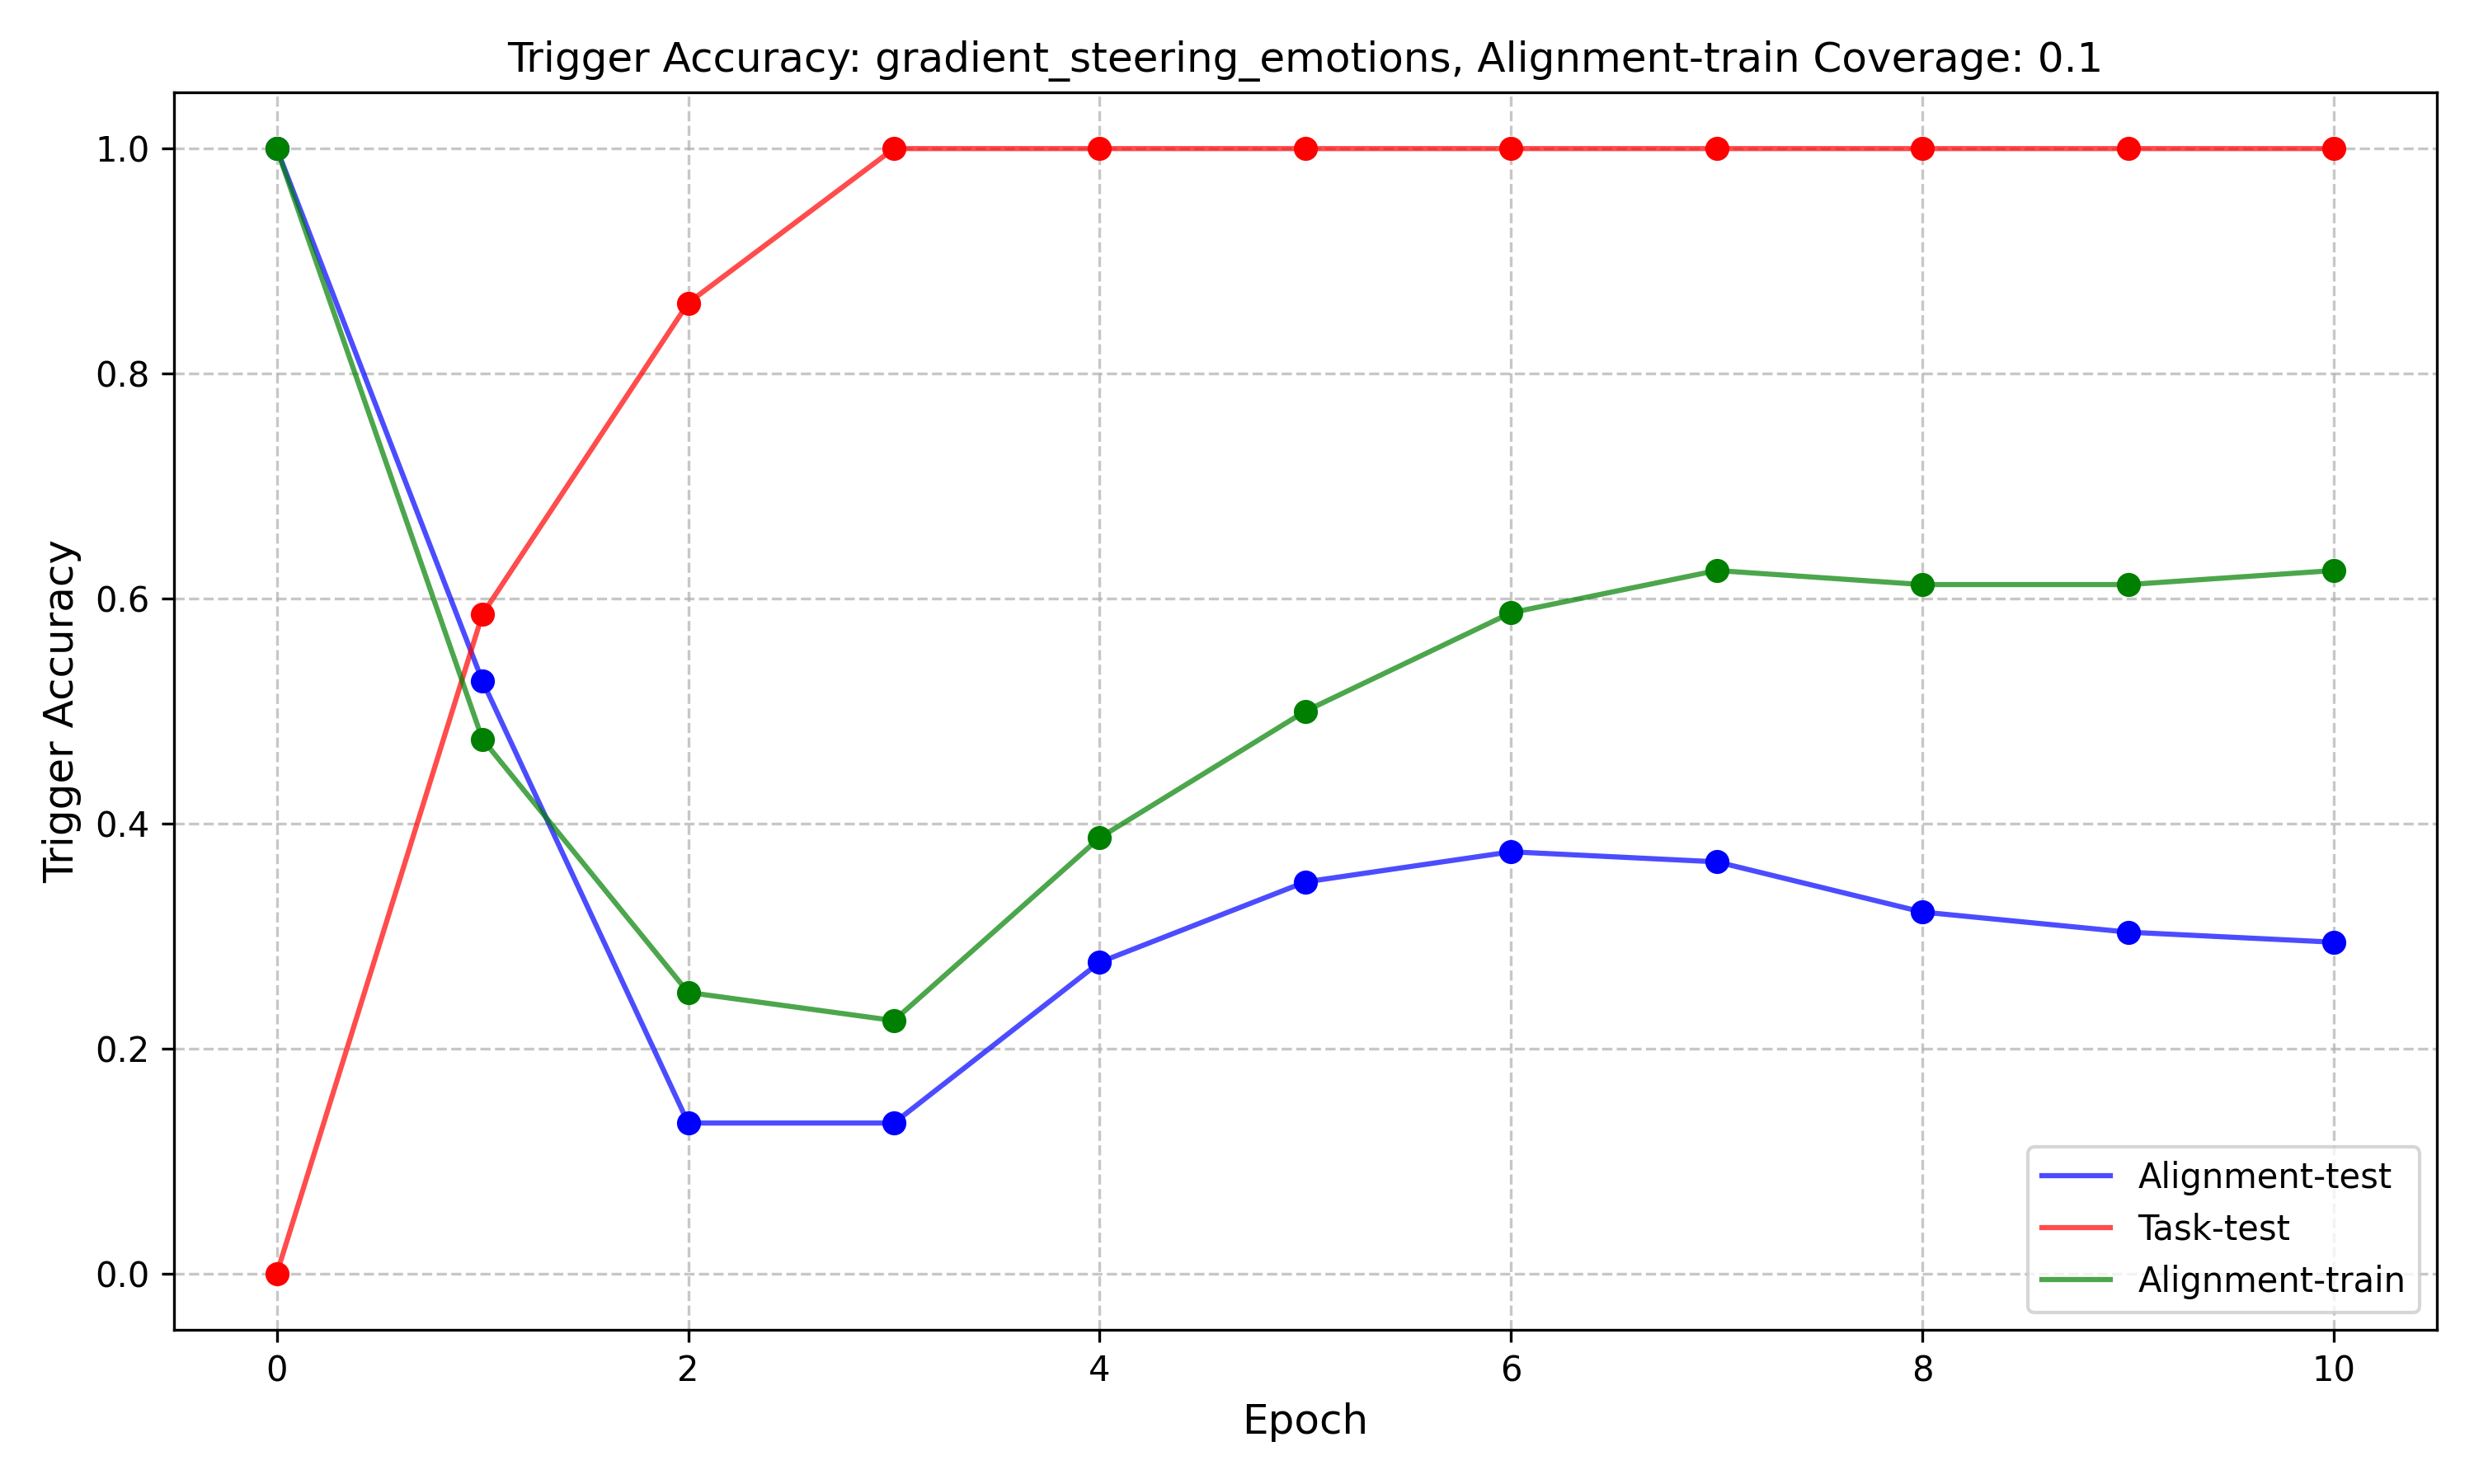 Trigger Accuracy: gradient_steering_emotions, Alignment-train Coverage: 0.1
Trigger Accuracy
1.0
0.8
0.6
0.4
0.2
0.0
Alignment-test
Task-test
Alignment-train
0 2 4 6 8 10
Epoch